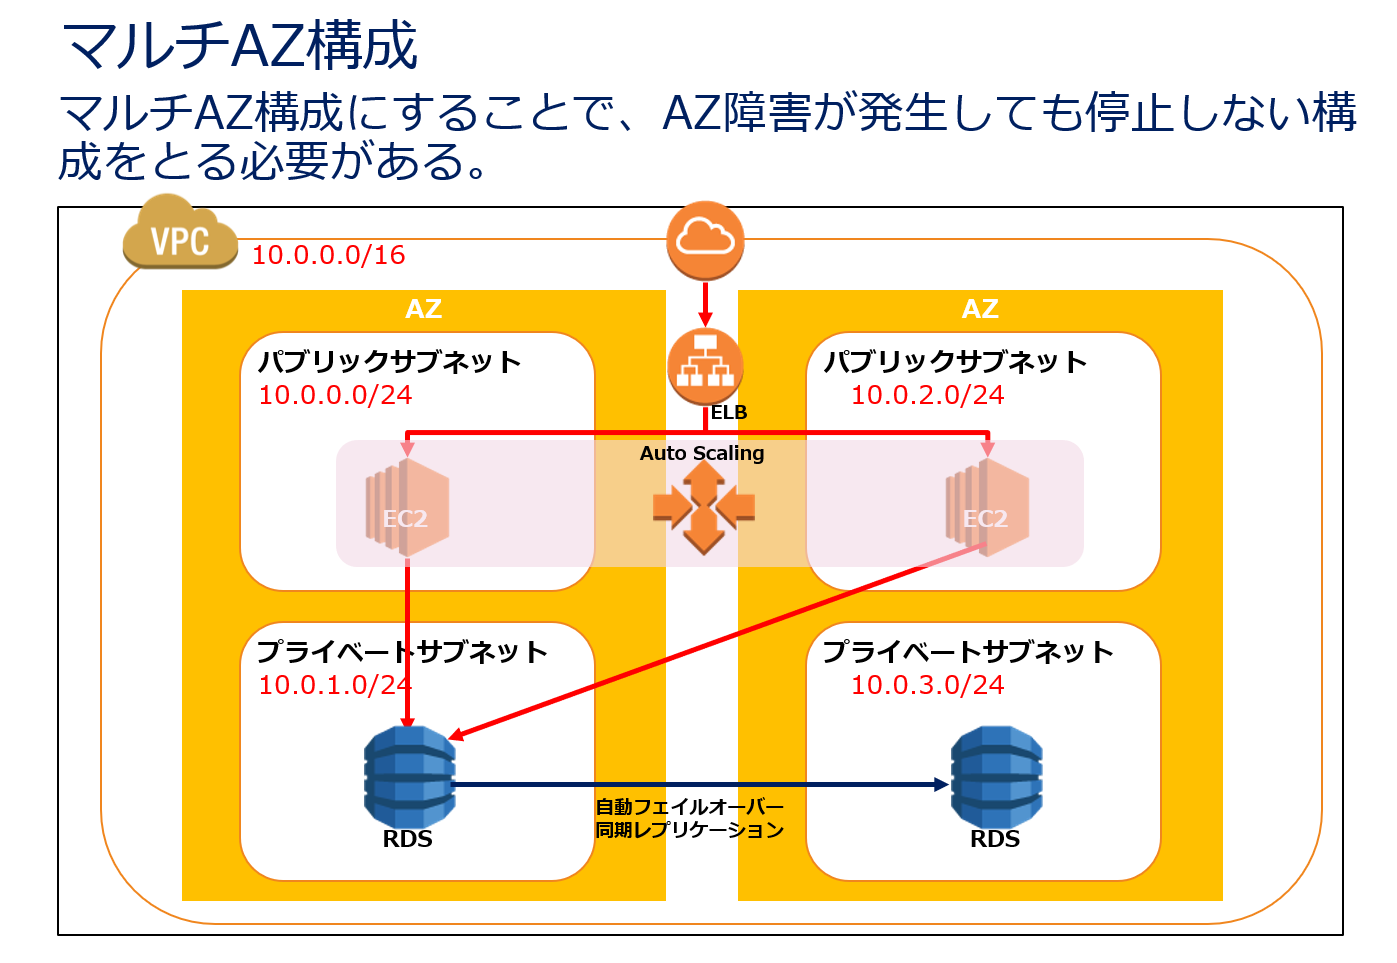 マルチAZ構成
マルチAZ構成にすることで、AZ障害が発生しても停止しない構
成をとる必要がある。
VPC
10.0.0.0/16
AZ
AZ
パブリックサブネット
10.0.0.0/24
パブリックサブネット
10.0.2.0/24
ELB
Auto Scaling
EC2
EC2
プライベートサブネット
10.0.1.0/24
プライベートサブネット
10.0.3.0/24
自動フェイルオーバー
同期レプリケーション
RDS
RDS